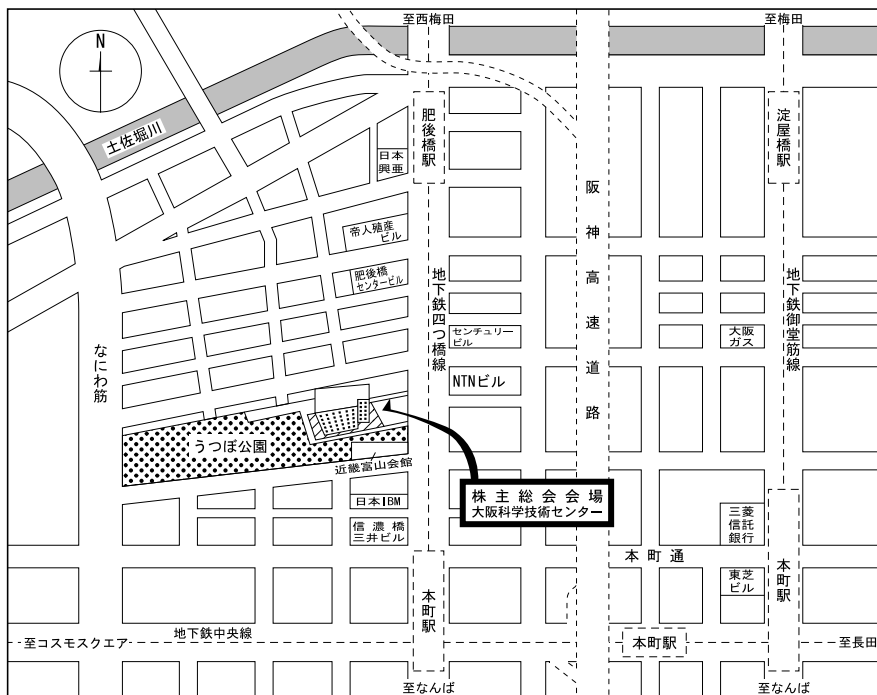 至西梅田
至梅田
N
土佐堀川
肥後橋駅
淀屋橋駅
日本
興亜
阪神高速道路
帝人殖産
ビル
肥後橋
センタービル
地下鉄四つ橋線
地下鉄御堂筋線
センチュリー
ビル
大阪
ガス
なにわ筋
NTNビル
うつぼ公園
近畿富山会館
株主総会会場
大阪科学技術センター
日本IBM
信濃橋
三井ビル
三菱
信託
銀行
本町通
東芝
ビル
本町駅
本町駅
地下鉄中央線
至コスモスクエア
本町駅
至長田
至なんば
至なんば